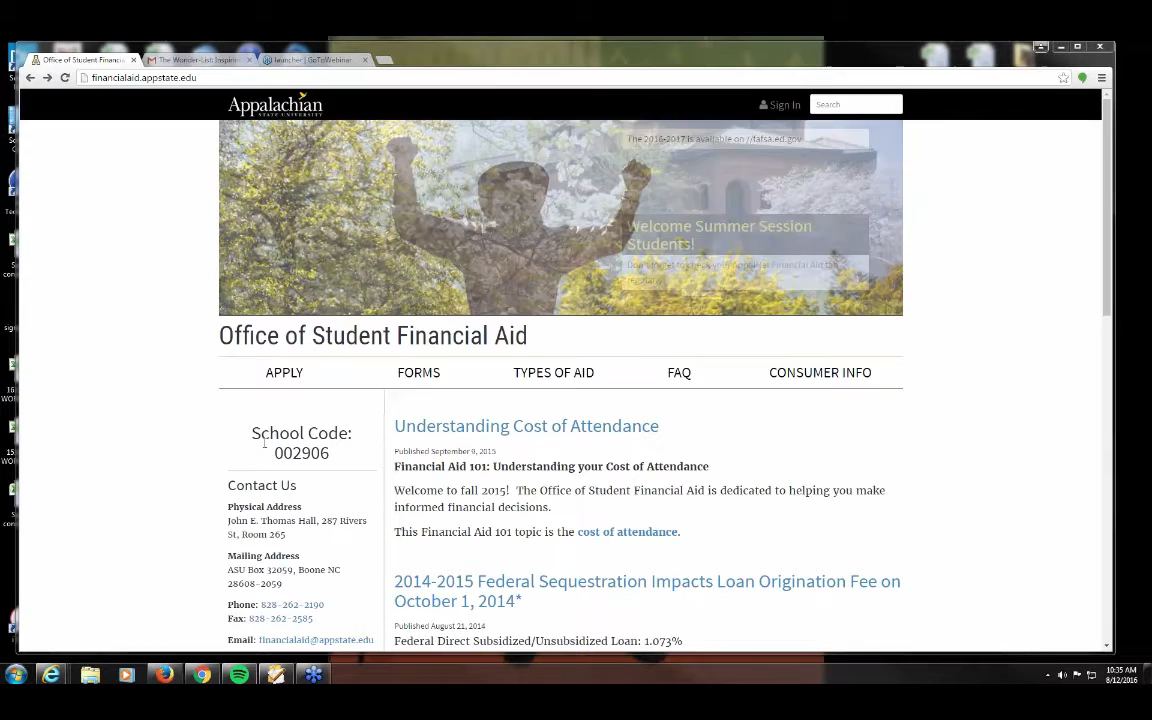 Office of Student Financia
The Wonder-List: Inspirin
launcher | GoToWebinar
financialaid.appstate.edu
Appalachian
STATE UNIVERSITY
Sign In
Search
The 2016-2017 is available on //fafsa.ed.gov
Welcome Summer Session
Students!
Office of Student Financial Aid
APPLY
FORMS
TYPES OF AID
FAQ
CONSUMER INFO
School Code:
002906
Contact Us
Physical Address
John E. Thomas Hall, 287 Rivers
St, Room 265
Mailing Address
ASU Box 32059, Boone NC
28608-2059
Phone: 828-262-2190
Fax: 828-262-2585
Email: financialaid@appstate.edu
Understanding Cost of Attendance
Published September 9, 2015
Financial Aid 101: Understanding your Cost of Attendance
Welcome to fall 2015! The Office of Student Financial Aid is dedicated to helping you make
informed financial decisions.
This Financial Aid 101 topic is the cost of attendance.
2014-2015 Federal Sequestration Impacts Loan Origination Fee on
October 1, 2014*
Published August 21, 2014
Federal Direct Subsidized/Unsubsidized Loan: 1.073%
10:35 AM
8/12/2016